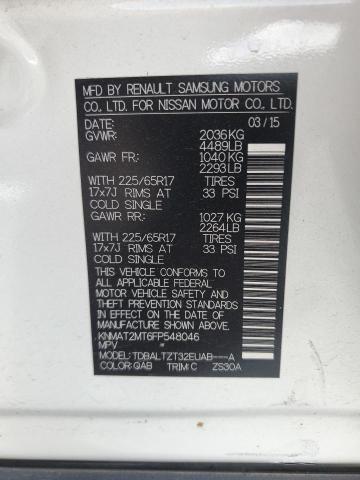 MFD BY RENAULT SAMSUNG MOTORS
CO., LTD. FOR NISSAN MOTOR CO., LTD.
DATE: 03/15
GVWR: 2036KG
4489LB
GAWR FR: 1040KG
2293LB
WITH 225/65R17 TIRES
17x7J RIMS AT 33 PSI
COLD SINGLE
GAWR RR: 1027KG
2264LB
WITH 225/65R17 TIRES
17x7J RIMS AT 33 PSI
COLD SINGLE
THIS VEHICLE CONFORMS TO
ALL APPLICABLE FEDERAL
MOTOR VEHICLE SAFETY, AND
THEFT PREVENTION STANDARDS
IN EFFECT ON THE DATE OF
MANUFACTURE SHOWN ABOVE.
KNMAT2MT6FP548046
MPV
MODEL:TDBALTZT32EUAB---A
COLOR:QAB TRIM:C ZS30A